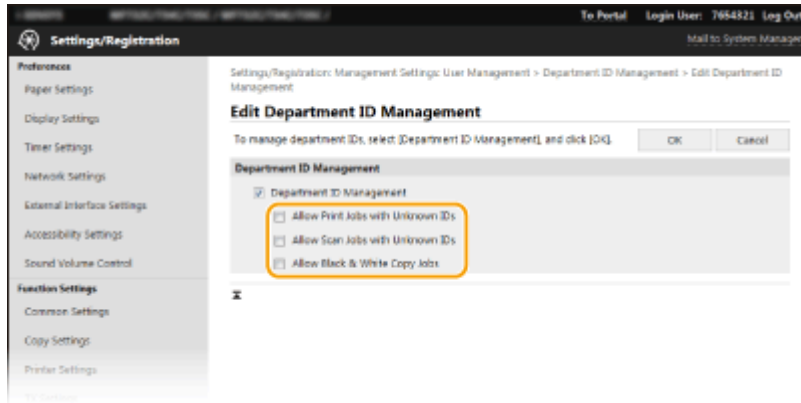 To Portal Login User: 7654321 Log Out
Settings/Registration
Mail to System Manager
Preferences
Paper Settings
Display Settings
Timer Settings
Network Settings
External Interface Settings
Accessibility Settings
Sound Volume Control
Function Settings
Common Settings
Copy Settings
Printer Settings
Settings/Registration: Management Settings: User Management > Department ID Management > Edit Department ID
Management
Edit Department ID Management
To manage department IDs, select [Department ID Management], and click [OK].
OK
Cancel
Department ID Management
Department ID Management
Allow Print Jobs with Unknown IDs
Allow Scan Jobs with Unknown IDs
Allow Black & White Copy Jobs